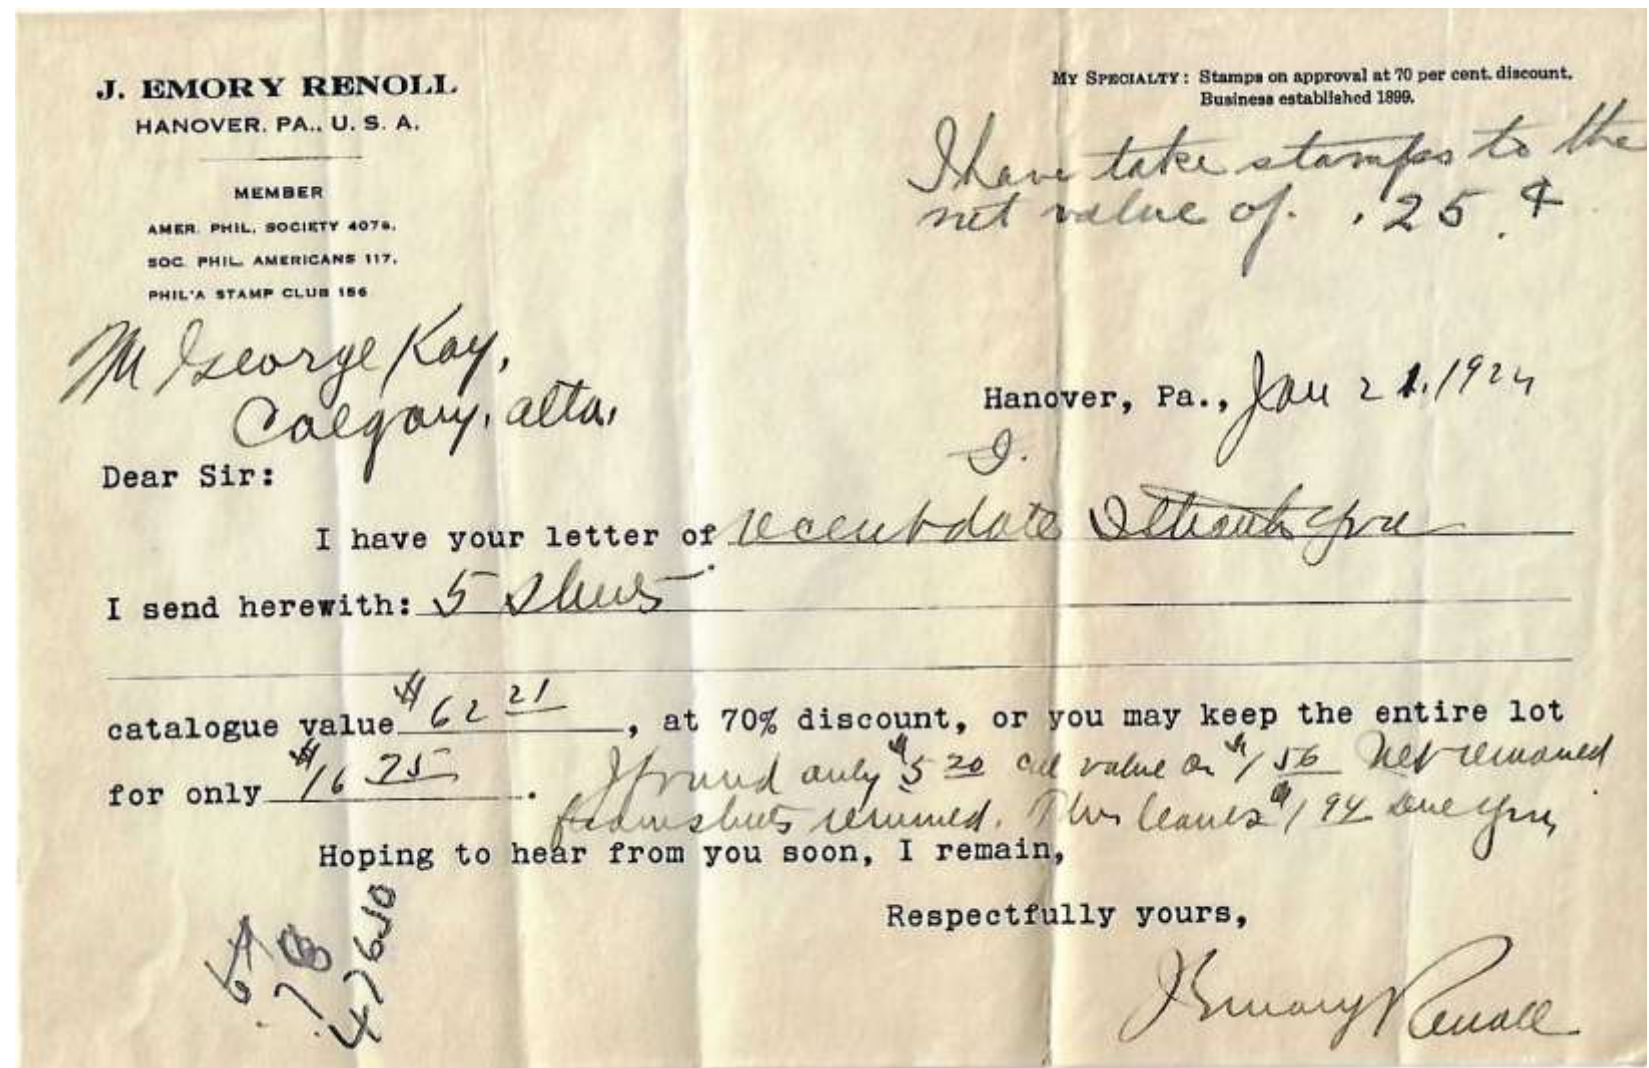 J. EMORY RENOLL
HANOVER, PA., U. S. A.
MEMBER
AMER. PHIL. SOCIETY 4076.
SOC. PHIL. AMERICANS 117.
PHIL'A STAMP CLUB 156
MY SPECIALTY: Stamps on approval at 70 per cent. discount.
Business established 1899.
I have take stamps to the
net value of. .25 ¢
M George Kay,
Calgary, alta,
Hanover, Pa., Jan 21, 1924
Dear Sir:
I.
I have your letter of recent date I thank you
I send herewith: 5 sheets
catalogue value $62 21, at 70% discount, or you may keep the entire lot
for only $16 75. I found only $5 20 cat value or $1 56 net removed
from sheets returned. This leaves $1 94 due you,
Hoping to hear from you soon, I remain,
Respectfully yours,
J Emory Renoll